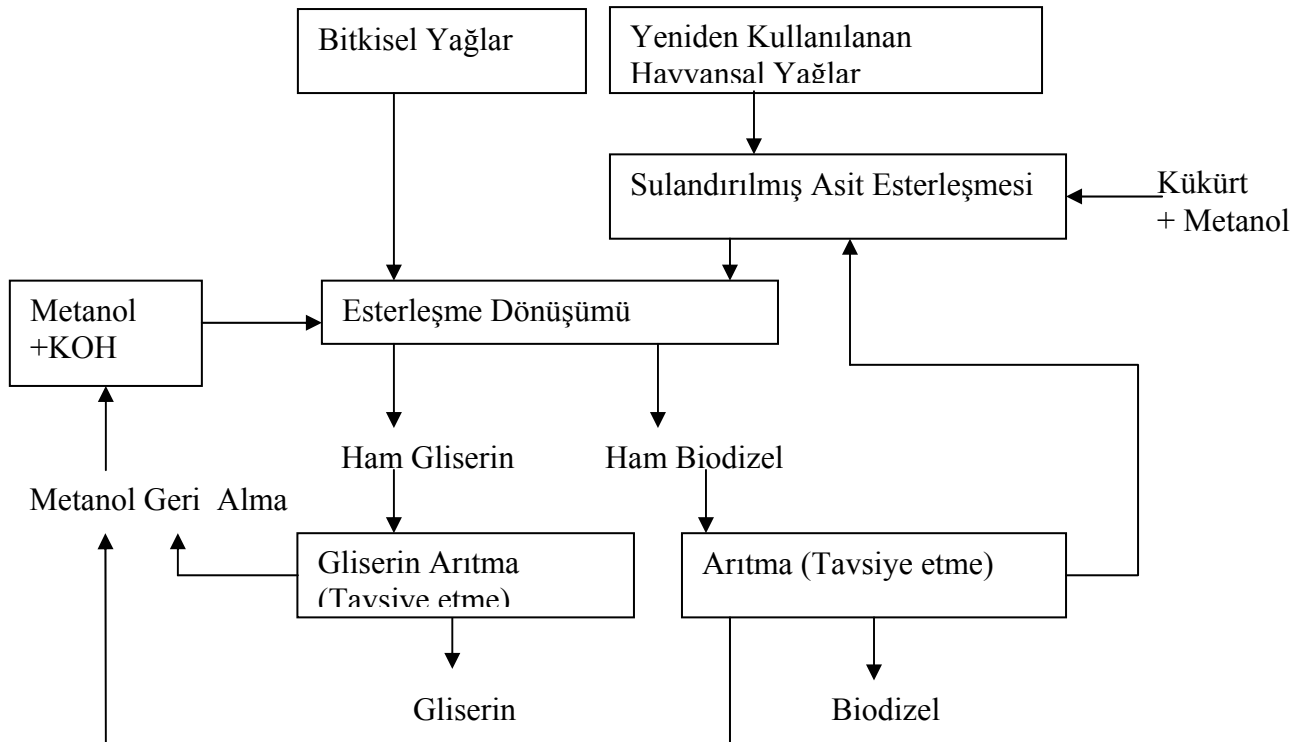 Bitkisel Yağlar
Yeniden Kullanılanan
Hayvansal Yağlar
Sulandırılmış Asit Esterleşmesi
Kükürt
+ Metanol
Metanol
+KOH
Esterleşme Dönüşümü
Ham Gliserin
Ham Biodizel
Metanol Geri Alma
Gliserin Arıtma
(Tavsiye etme)
Arıtma (Tavsiye etme)
Gliserin
Biodizel